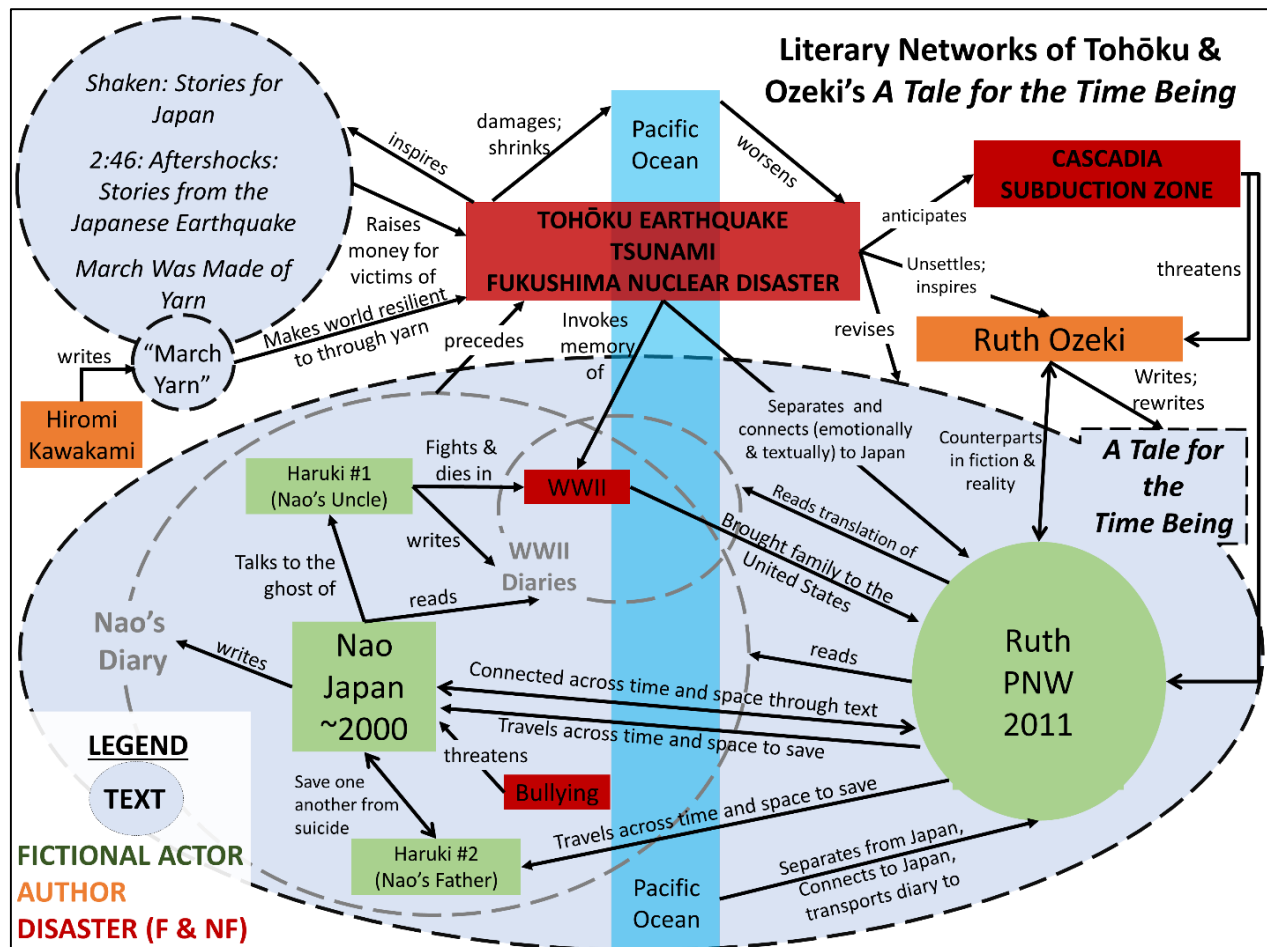 Literary Networks of Tohōku &
Ozeki's A Tale for the Time Being
Shaken: Stories for
Japan
2:46: Aftershocks:
Stories from the
Japanese Earthquake
March Was Made of
Yarn
"March
Yarn"
writes
Hiromi
Kawakami
inspires
Raises
money for
victims of
Makes world resilient
to through yarn
damages;
shrinks
Pacific
Ocean
worsens
TOHŌKU EARTHQUAKE
TSUNAMI
FUKUSHIMA NUCLEAR DISASTER
CASCADIA
SUBDUCTION ZONE
anticipates
Unsettles;
inspires
threatens
revises
Ruth Ozeki
Writes;
rewrites
precedes
Invokes
memory
of
Separates and
connects (emotionally
& textually) to Japan
Counterparts
in fiction &
reality
A Tale for
the
Time Being
Haruki #1
(Nao's Uncle)
Fights &
dies in
WWII
writes
WWII
Diaries
Reads translation of
Brought family to the
United States
Talks to the
ghost of
reads
Nao's
Diary
writes
Nao
Japan
~2000
Connected across time and space through text
Travels across time and space to save
reads
Ruth
PNW
2011
threatens
Bullying
Save one
another from
suicide
Haruki #2
(Nao's Father)
Travels across time and space to save
Separates from Japan,
Connects to Japan,
transports diary to
Pacific
Ocean
LEGEND
TEXT
FICTIONAL ACTOR
AUTHOR
DISASTER (F & NF)